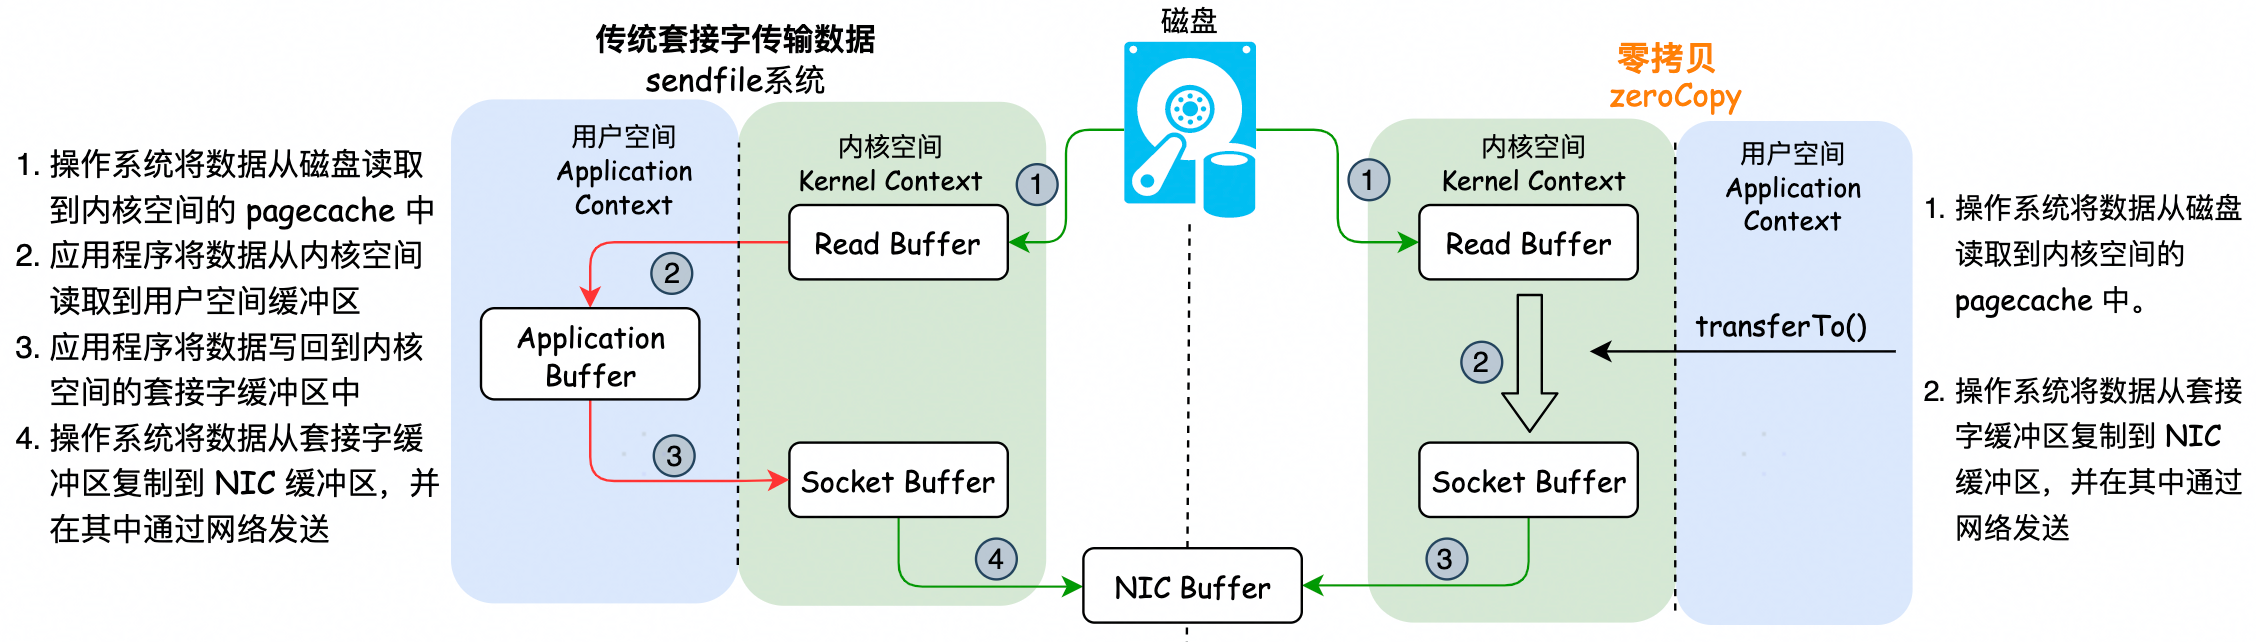 磁盘
传统套接字传输数据
sendfile系统
零拷贝
zeroCopy
1. 操作系统将数据从磁盘读取
到内核空间的 pagecache 中
2. 应用程序将数据从内核空间
读取到用户空间缓冲区
3. 应用程序将数据写回到内核
空间的套接字缓冲区中
4. 操作系统将数据从套接字缓
冲区复制到 NIC 缓冲区，并
在其中通过网络发送
用户空间
Application
Context
内核空间
Kernel Context
1
Read Buffer
2
Application
Buffer
3
Socket Buffer
4
NIC Buffer
内核空间
Kernel Context
1
Read Buffer
2
Socket Buffer
3
用户空间
Application
Context
transferTo()
1. 操作系统将数据从磁盘
读取到内核空间的
pagecache 中。
2. 操作系统将数据从套接
字缓冲区复制到 NIC
缓冲区，并在其中通过
网络发送